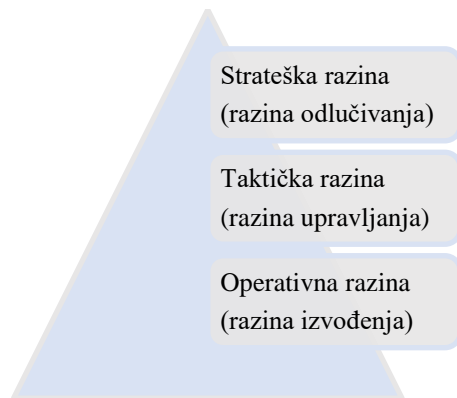 Strateška razina
(razina odlučivanja)
Taktička razina
(razina upravljanja)
Operativna razina
(razina izvođenja)